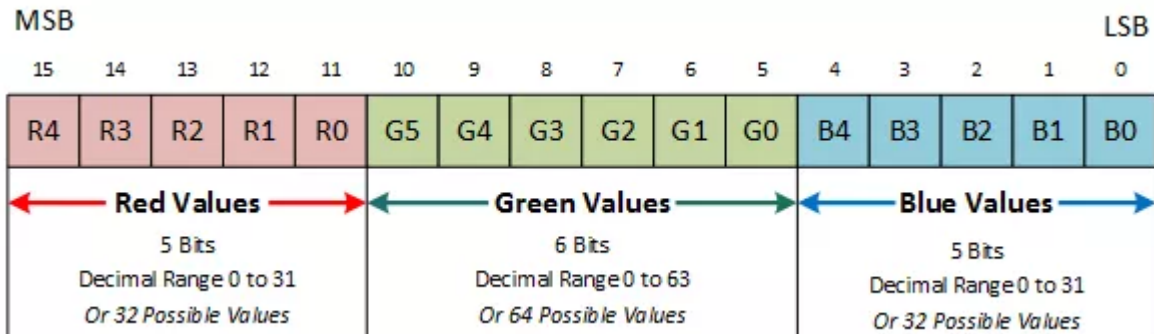 MSB LSB
15 14 13 12 11 10 9 8 7 6 5 4 3 2 1 0
R4 R3 R2 R1 R0 G5 G4 G3 G2 G1 G0 B4 B3 B2 B1 B0
Red Values Green Values Blue Values
5 Bits 6 Bits 5 Bits
Decimal Range 0 to 31 Decimal Range 0 to 63 Decimal Range 0 to 31
Or 32 Possible Values Or 64 Possible Values Or 32 Possible Values